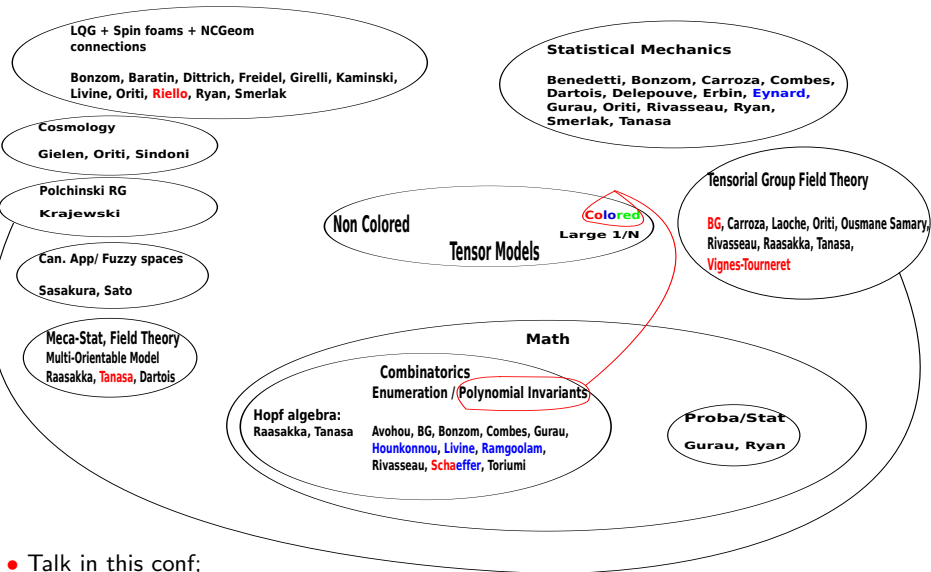 LQG + Spin foams + NCGeom
connections
Bonzom, Baratin, Dittrich, Freidel, Girelli, Kaminski,
Livine, Oriti, Riello, Ryan, Smerlak
Statistical Mechanics
Benedetti, Bonzom, Carroza, Combes,
Dartois, Delepouve, Erbin, Eynard,
Gurau, Oriti, Rivasseau, Ryan,
Smerlak, Tanasa
Cosmology
Gielen, Oriti, Sindoni
Polchinski RG
Krajewski
Can. App/ Fuzzy spaces
Sasakura, Sato
Meca-Stat, Field Theory
Multi-Orientable Model
Raasakka, Tanasa, Dartois
Non Colored
Colored
Large 1/N
Tensor Models
Tensorial Group Field Theory
BG, Carroza, Laoche, Oriti, Ousmane Samary,
Rivasseau, Raasakka, Tanasa,
Vignes-Tourneret
Math
Combinatorics
Enumeration / Polynomial Invariants
Hopf algebra:
Raasakka, Tanasa
Avohou, BG, Bonzom, Combes, Gurau,
Hounkonnou, Livine, Ramgoolam,
Rivasseau, Schaeffer, Toriumi
Proba/Stat
Gurau, Ryan
• Talk in this conf;